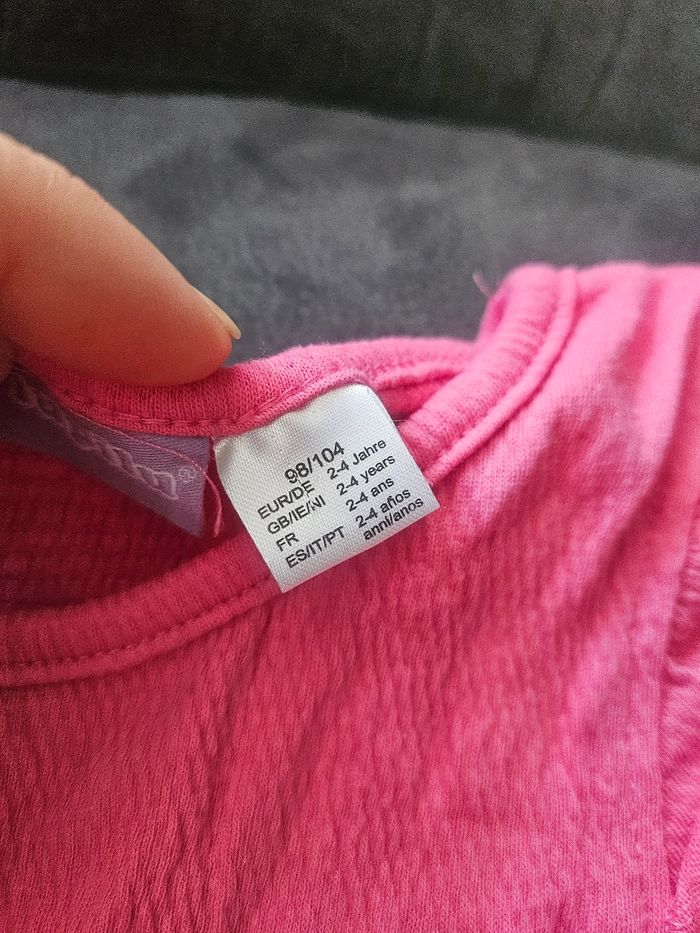 98/104
EUR/DE 2-4 Jahre
GB/IE/NI 2-4 years
FR 2-4 ans
ES/IT/PT 2-4 años
anni/anos